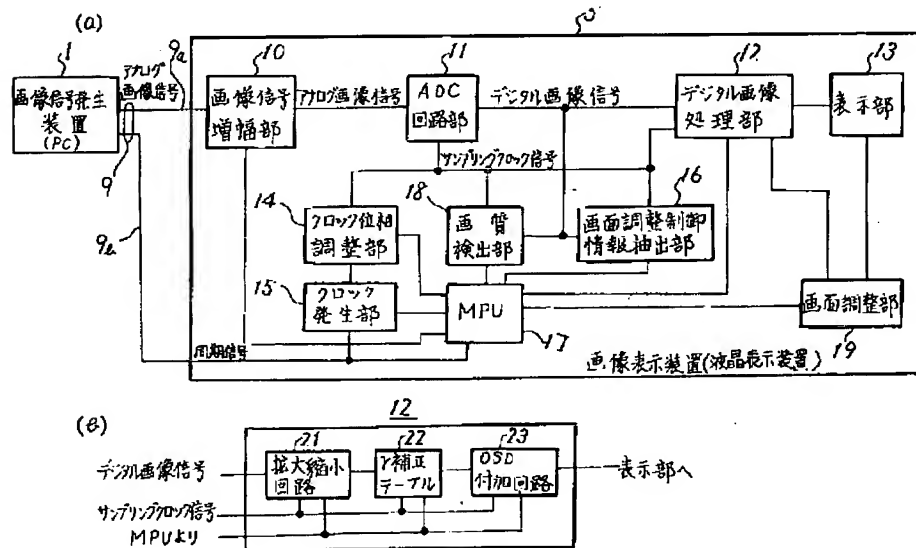 (a)
1
画像信号発生
装置
(PC)
アナログ
画像信号
9a
9
9b
10
画像信号
増幅部
アナログ画像信号
11
ADC
回路部
デジタル画像信号
12
デジタル画像
処理部
13
表示部
サンプリングクロック信号
14
クロック位相
調整部
18
画質
検出部
16
画面調整制御
情報抽出部
15
クロック
発生部
MPU
17
画面調整部
19
同期信号
画像表示装置(液晶表示装置)
12
デジタル画像信号
21
拡大縮小
回路
22
γ補正
テーブル
23
OSD
付加回路
表示部へ
サンプリングクロック信号
MPUより